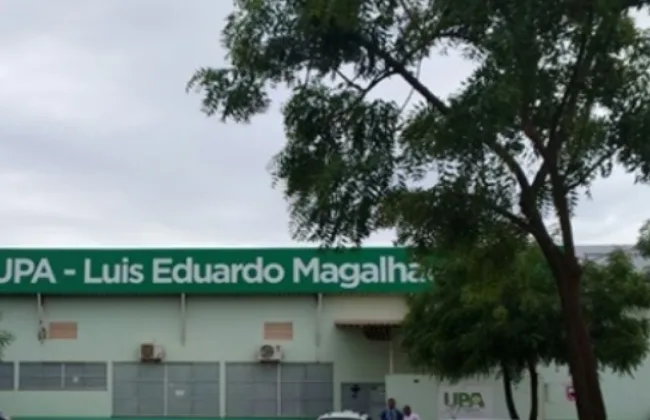 UPA - Luis Eduardo Magalhã
UPA